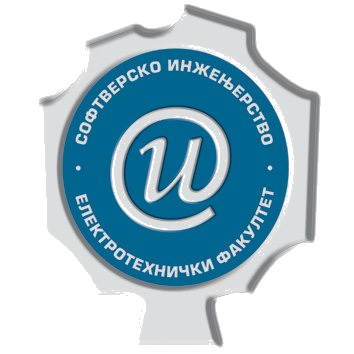 СОФТВЕРСКО ИНЖЕЊЕРСТВО
@и
ЕЛЕКТРОТЕХНИЧКИ ФАКУЛТЕТ